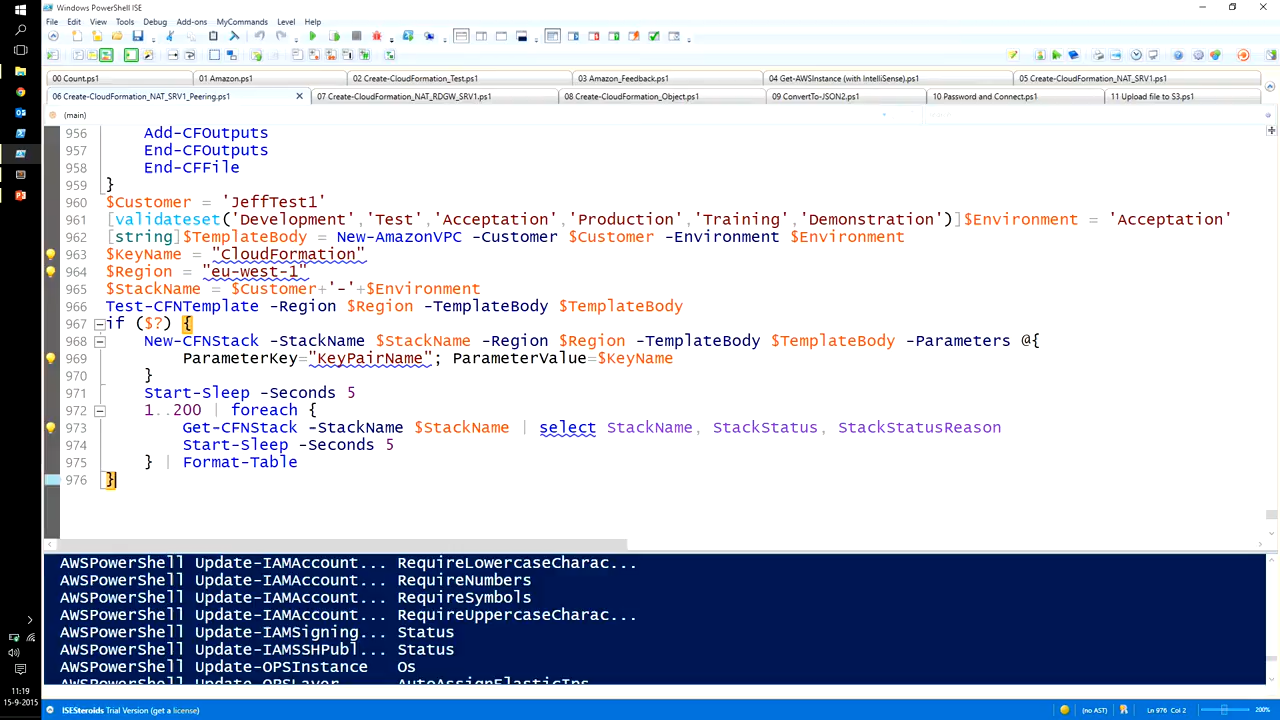 Windows PowerShell ISE
File Edit View Tools Debug Add-ons MyCommands Level Help
00 Count.ps1 01 Amazon.ps1 02 Create-CloudFormation_Test.ps1 03 Amazon_Feedback.ps1 04 Get-AWSInstance (with IntelliSense).ps1 05 Create-CloudFormation_NAT_SRV1.ps1
06 Create-CloudFormation_NAT_SRV1_Peering.ps1 07 Create-CloudFormation_NAT_RDGW_SRV1.ps1 08 Create-CloudFormation_Object.ps1 09 ConvertTo-JSON2.ps1 10 Password and Connect.ps1 11 Upload file to S3.ps1
(main)
956 Add-CFOutputs
957 End-CFOutputs
958 End-CFFile
959 }
960 $Customer = 'JeffTest1'
961 [validateset('Development','Test','Acceptation','Production','Training','Demonstration')]$Environment = 'Acceptation'
962 [string]$TemplateBody = New-AmazonVPC -Customer $Customer -Environment $Environment
963 $KeyName = "CloudFormation"
964 $Region = "eu-west-1"
965 $StackName = $Customer+'-'+$Environment
966 Test-CFNTemplate -Region $Region -TemplateBody $TemplateBody
967 if ($?) {
968 New-CFNStack -StackName $StackName -Region $Region -TemplateBody $TemplateBody -Parameters @{
969 ParameterKey="KeyPairName"; ParameterValue=$KeyName
970 }
971 Start-Sleep -Seconds 5
972 1..200 | foreach {
973 Get-CFNStack -StackName $StackName | select StackName, StackStatus, StackStatusReason
974 Start-Sleep -Seconds 5
975 } | Format-Table
976 }
AWSPowerShell Update-IAMAccount... RequireLowercaseCharac...
AWSPowerShell Update-IAMAccount... RequireNumbers
AWSPowerShell Update-IAMAccount... RequireSymbols
AWSPowerShell Update-IAMAccount... RequireUppercaseCharac...
AWSPowerShell Update-IAMSigning... Status
AWSPowerShell Update-IAMSSHPubl... Status
AWSPowerShell Update-OPSInstance Os
AWSPowerShell Update-OPSLayer AutoAssignElasticIps
11:19
15-9-2015
ISESteroids Trial Version (get a license) (no AST) Ln 976 Col 2 200%